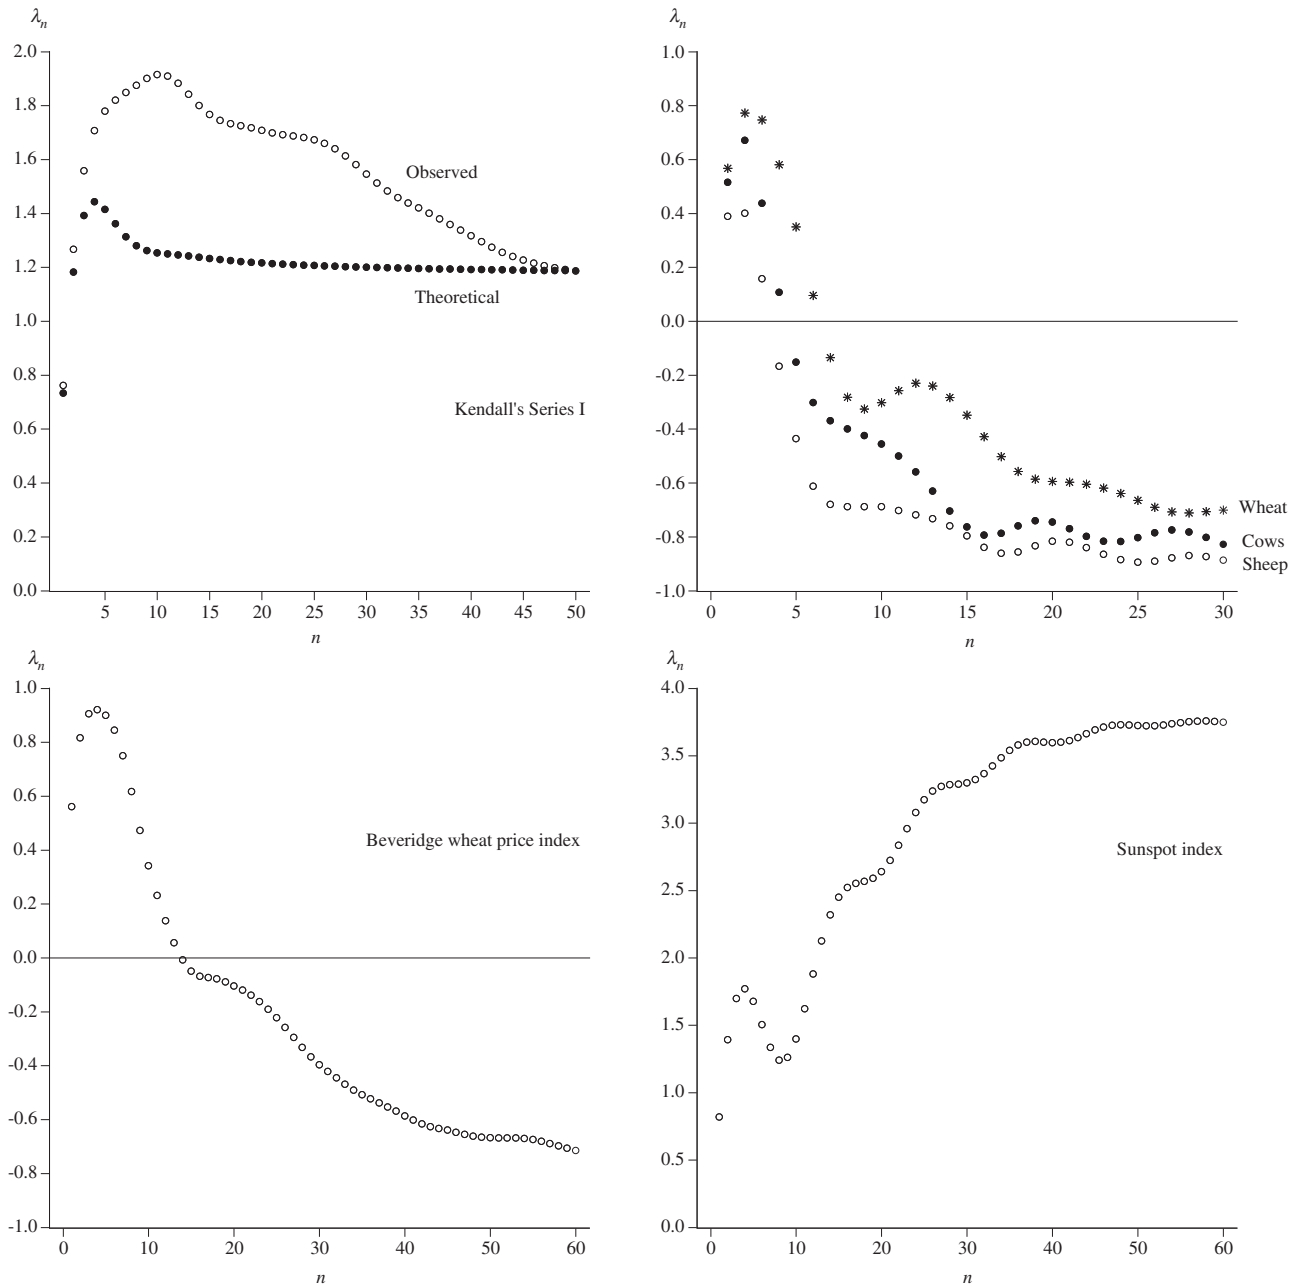 λn
2.0
1.8
1.6
1.4
1.2
1.0
0.8
0.6
0.4
0.2
0.0
Observed
Theoretical
Kendall's Series I
5 10 15 20 25 30 35 40 45 50
n
λn
1.0
0.8
0.6
0.4
0.2
0.0
-0.2
-0.4
-0.6
-0.8
-1.0
Wheat
Cows
Sheep
0 5 10 15 20 25 30
n
λn
1.0
0.8
0.6
0.4
0.2
0.0
-0.2
-0.4
-0.6
-0.8
-1.0
Beveridge wheat price index
0 10 20 30 40 50 60
n
λn
4.0
3.5
3.0
2.5
2.0
1.5
1.0
0.5
0.0
Sunspot index
0 10 20 30 40 50 60
n